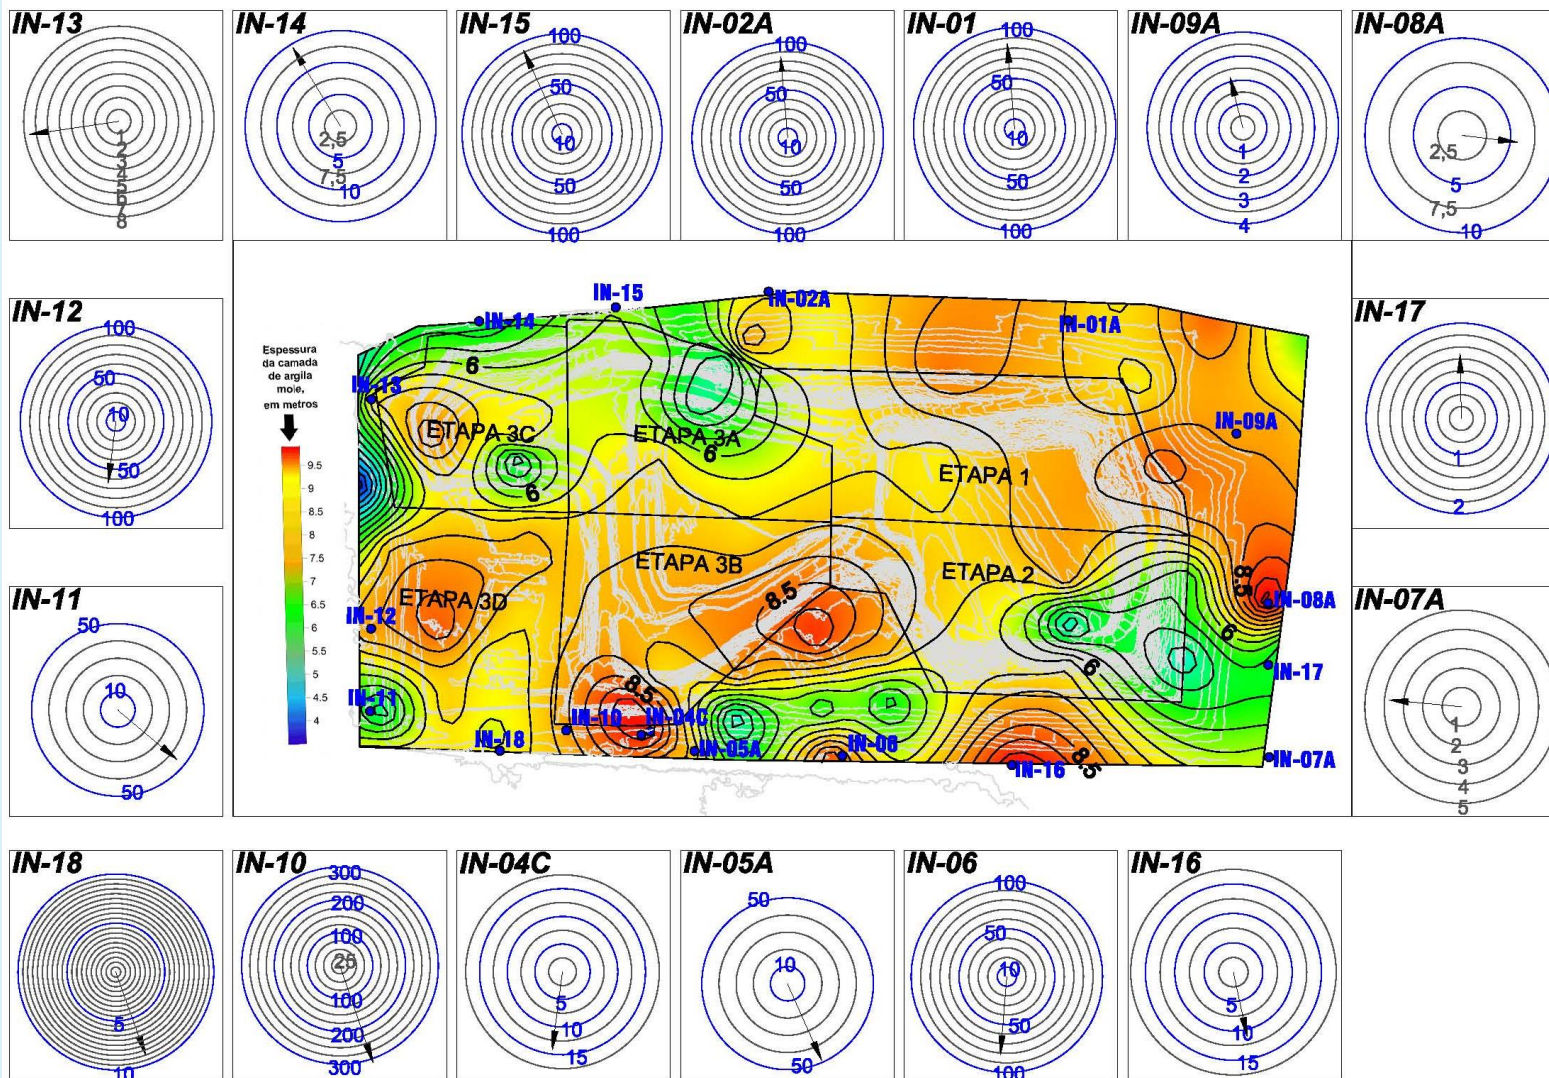 IN-13
1
2
3
4
5
6
7
8
IN-14
2,5
5
7,5
10
IN-15
100
50
10
50
100
IN-02A
100
50
10
50
100
IN-01
100
50
10
50
100
IN-09A
1
2
3
4
IN-08A
2,5
5
7,5
10
IN-12
100
50
10
50
100
IN-17
1
2
IN-11
50
10
50
IN-07A
1
2
3
4
5
Espessura
da camada
de argila
mole,
em metros
9.5
9
8.5
8
7.5
7
6.5
6
5.5
5
4.5
4
IN-15
IN-02A
IN-14
IN-01A
6
IN-13
ETAPA 3C
ETAPA 3A
IN-09A
6
6
ETAPA 1
ETAPA 3B
ETAPA 2
8.5
8.5
ETAPA 3D
IN-08A
IN-12
6
6
IN-17
8.5
IN-11
IN-10
IN-04C
IN-18
IN-05A
IN-06
IN-16
8.5
IN-07A
IN-18
5
10
IN-10
300
200
100
25
100
200
300
IN-04C
5
10
15
IN-05A
50
10
50
IN-06
100
50
10
50
100
IN-16
5
10
15